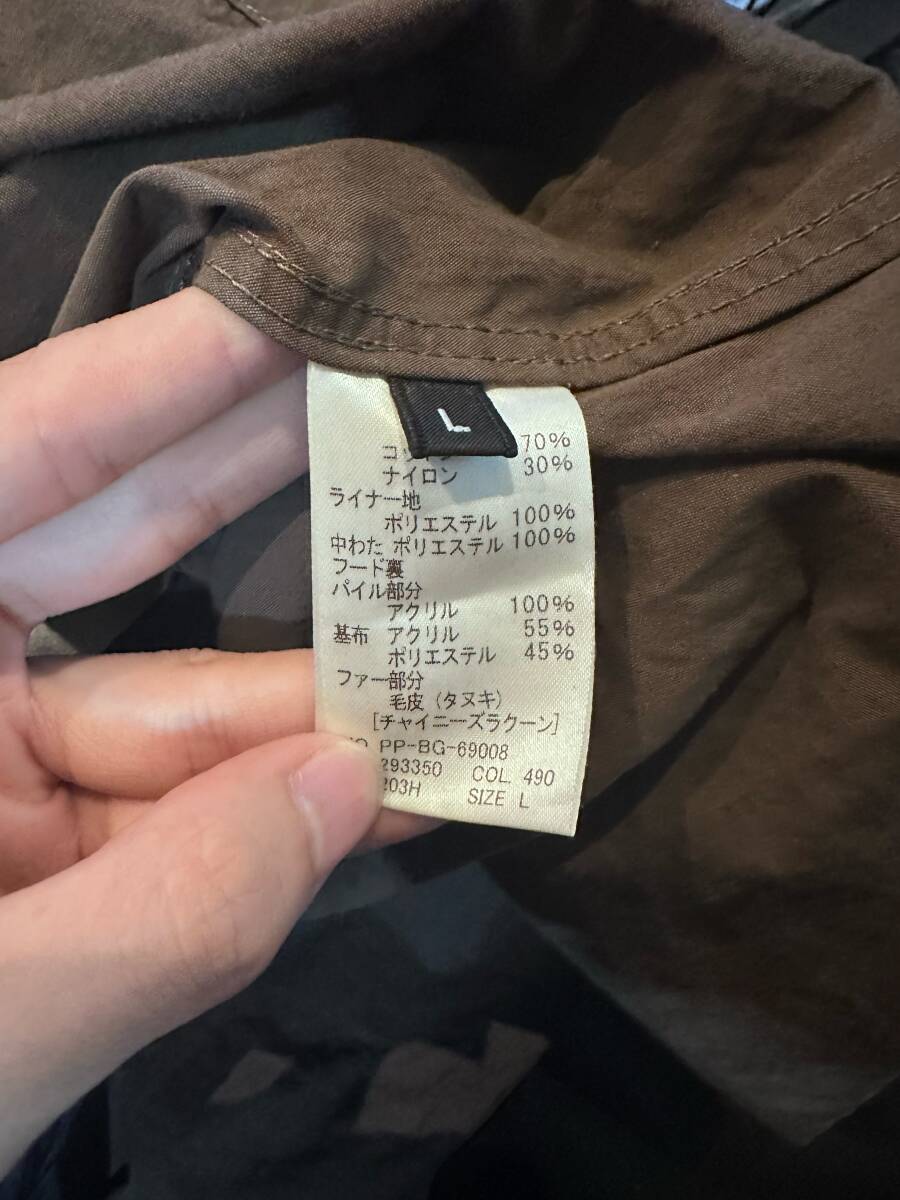 L
70%
ナイロン 30%
ライナー地
ポリエステル 100%
中わた ポリエステル 100%
フード裏
パイル部分
アクリル 100%
基布 アクリル 55%
ポリエステル 45%
ファー部分
毛皮 (タヌキ)
[チャイニーズラクーン]
PP-BG-69008
293350 COL. 490
203H SIZE L